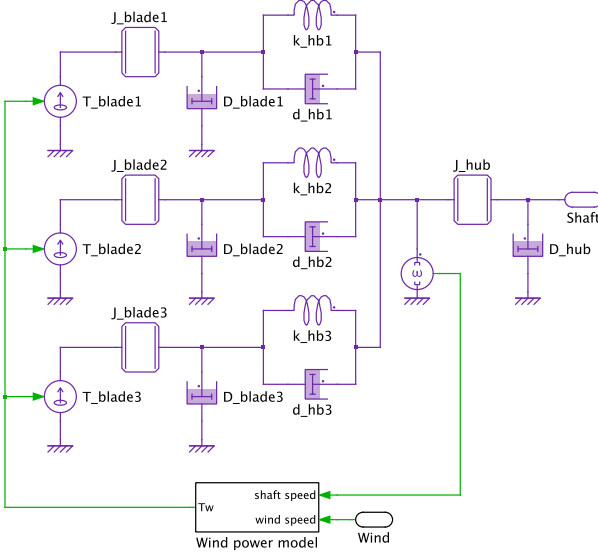 J_blade1
k_hb1
T_blade1
D_blade1
d_hb1
J_blade2
k_hb2
J_hub
Shaft
T_blade2
D_blade2
d_hb2
D_hub
ω
J_blade3
k_hb3
T_blade3
D_blade3
d_hb3
shaft speed
Tw
wind speed
Wind power model
Wind